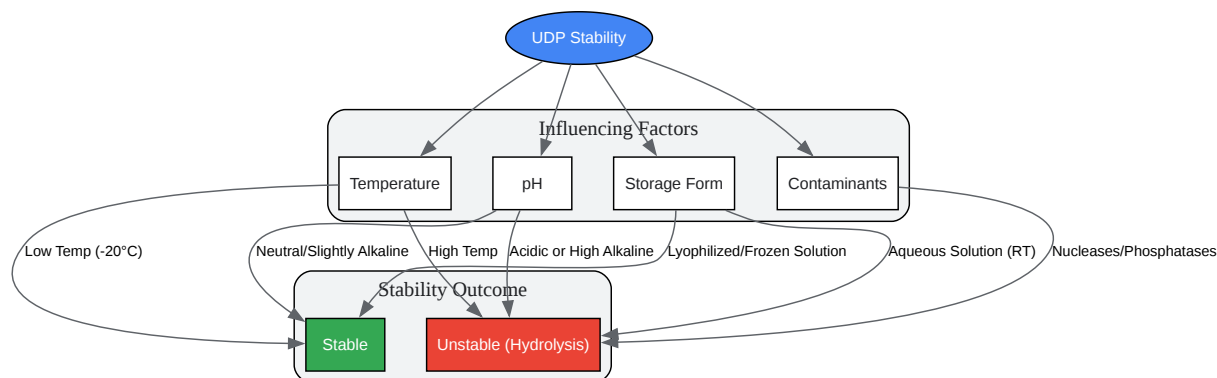 UDP Stability
Influencing Factors
Temperature
pH
Storage Form
Contaminants
Low Temp (-20°C)
Neutral/Slightly Alkaline
High Temp
Acidic or High Alkaline
Lyophilized/Frozen Solution
Aqueous Solution (RT)
Nucleases/Phosphatases
Stability Outcome
Stable
Unstable (Hydrolysis)